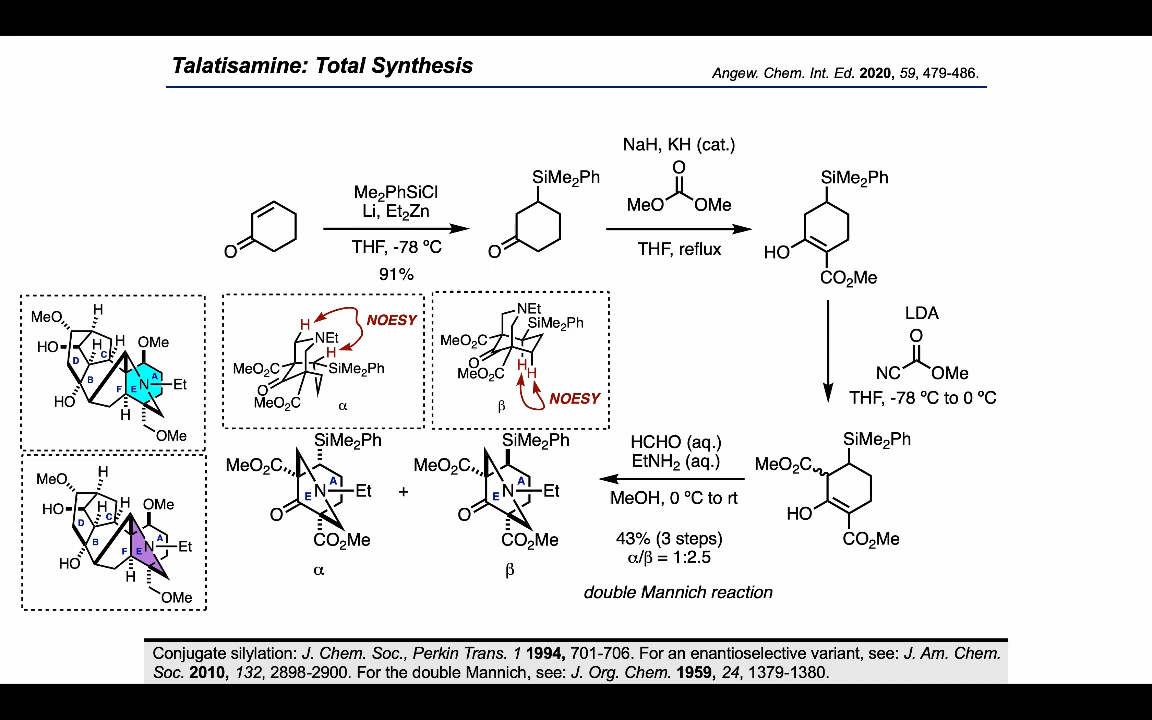 Talatisamine: Total Synthesis
Angew. Chem. Int. Ed. 2020, 59, 479-486.
O
Me₂PhSiCl
Li, Et₂Zn
THF, -78 ºC
91%
SiMe₂Ph
O
NaH, KH (cat.)
O
MeO
OMe
THF, reflux
SiMe₂Ph
HO
CO₂Me
LDA
O
NC
OMe
THF, -78 ºC to 0 ºC
MeO
H
HO
H
H
OMe
D
C
A
B
F
E
N
Et
HO
H
OMe
H
NOESY
NEt
H
MeO₂C
SiMe₂Ph
O
MeO₂C
α
NEt
SiMe₂Ph
MeO₂C
O
MeO₂C
H
H
NOESY
β
MeO
H
HO
H
H
OMe
D
C
A
B
F
E
N
Et
HO
H
OMe
SiMe₂Ph
MeO₂C
A
E
N
Et
O
CO₂Me
α
+
SiMe₂Ph
MeO₂C
A
E
N
Et
O
CO₂Me
β
HCHO (aq.)
EtNH₂ (aq.)
MeOH, 0 ºC to rt
43% (3 steps)
α/β = 1:2.5
double Mannich reaction
SiMe₂Ph
MeO₂C
HO
CO₂Me
Conjugate silylation: J. Chem. Soc., Perkin Trans. 1 1994, 701-706. For an enantioselective variant, see: J. Am. Chem.
Soc. 2010, 132, 2898-2900. For the double Mannich, see: J. Org. Chem. 1959, 24, 1379-1380.